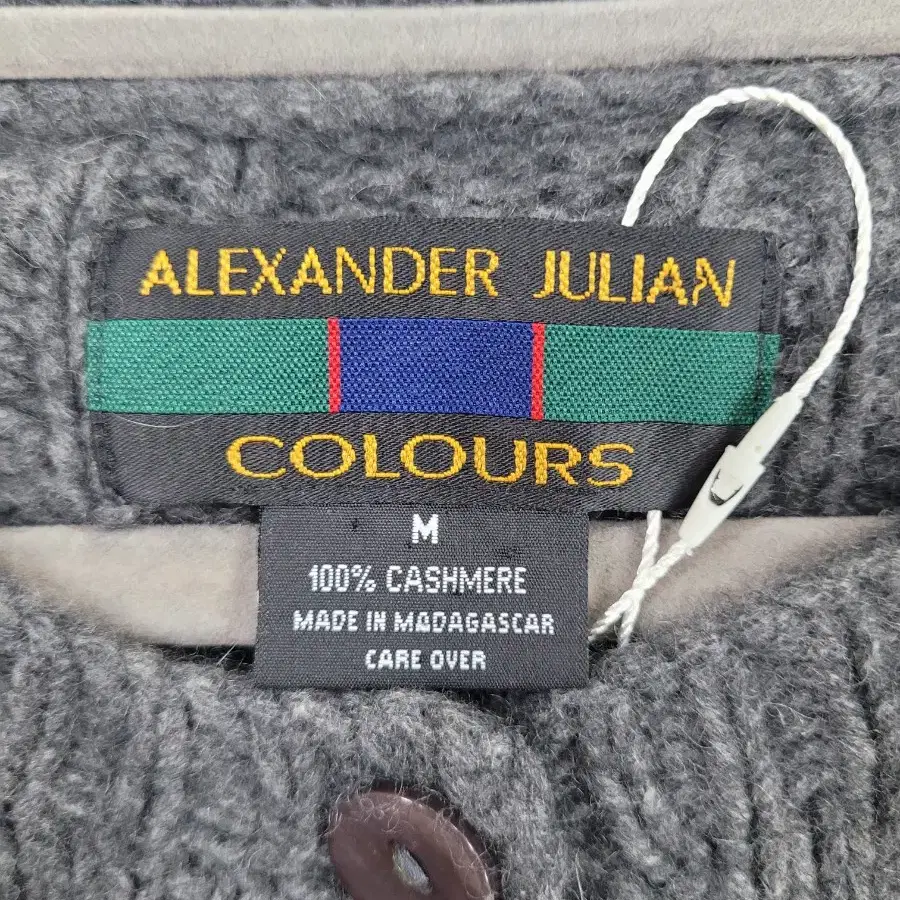 ALEXANDER JULIAN
COLOURS
M
100% CASHMERE
MADE IN MADAGASCAR
CARE OVER